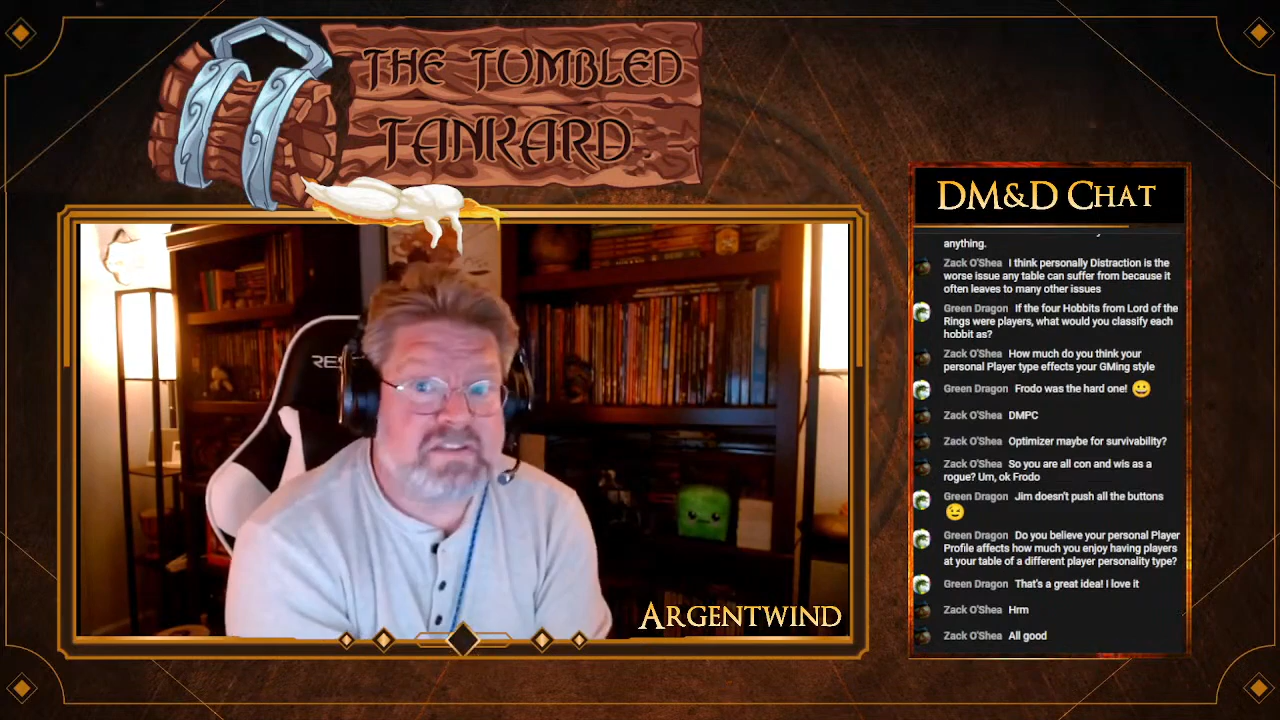 THE TUMBLED
TANKARD
DM&D CHAT
anything.
Zack O'Shea I think personally Distraction is the
worse issue any table can suffer from because it
often leaves to many other issues
Green Dragon If the four Hobbits from Lord of the
Rings were players, what would you classify each
hobbit as?
Zack O'Shea How much do you think your
personal Player type effects your GMing style
Green Dragon Frodo was the hard one! 😀
Zack O'Shea DMPC
Zack O'Shea Optimizer maybe for survivability?
Zack O'Shea So you are all con and wis as a
rogue? Um, ok Frodo
Green Dragon Jim doesn't push all the buttons
😉
Green Dragon Do you believe your personal Player
Profile affects how much you enjoy having players
at your table of a different player personality type?
Green Dragon That's a great idea! I love it
Zack O'Shea Hrm
Zack O'Shea All good
RES
ARGENTWIND